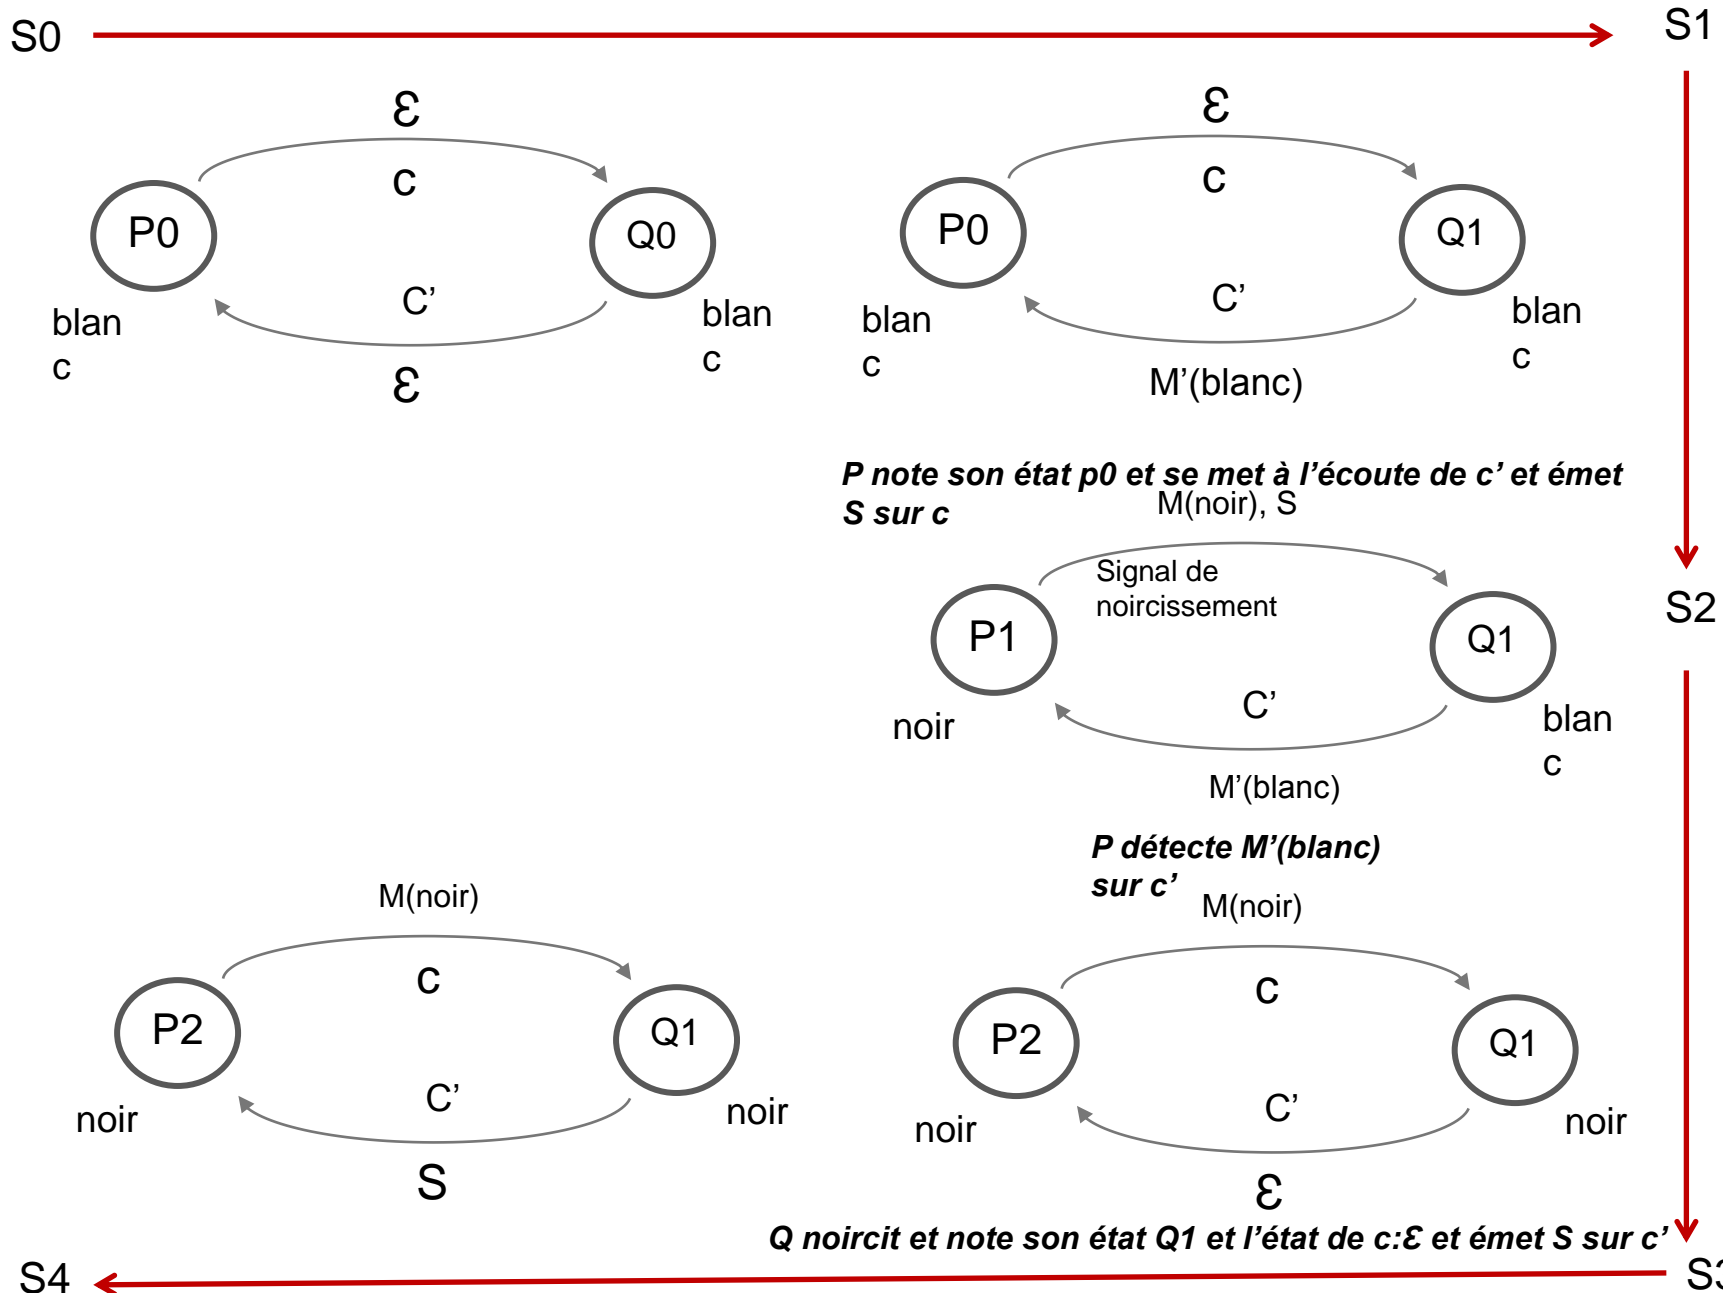 S0
S1
Ɛ
c
P0
Q0
C’
blan
c
blan
c
Ɛ
Ɛ
c
P0
Q1
C’
blan
c
blan
c
M’(blanc)
P note son état p0 et se met à l’écoute de c’ et émet
S sur c
M(noir), S
Signal de
noircissement
P1
Q1
S2
C’
noir
blan
c
M’(blanc)
P détecte M’(blanc)
sur c’
M(noir)
c
P2
Q1
C’
noir
noir
S
M(noir)
c
P2
Q1
C’
noir
noir
Ɛ
Q noircit et note son état Q1 et l’état de c:Ɛ et émet S sur c’
S4
S3